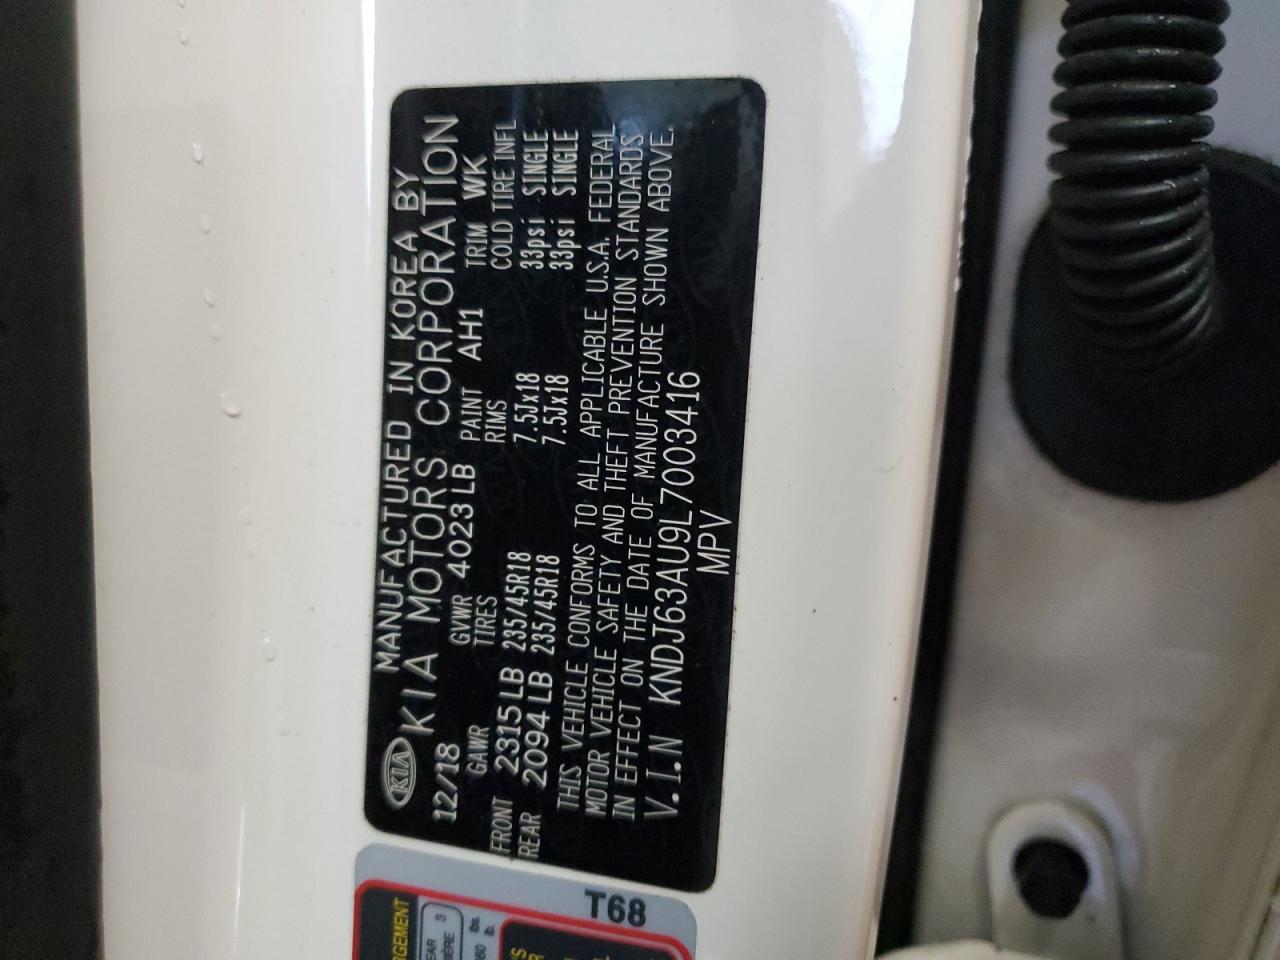 MANUFACTURED IN KOREA BY
KIA KIA MOTORS CORPORATION
12/18 GVWR 4023LB PAINT AH1 TRIM WK
GAWR TIRES RIMS COLD TIRE INFL
FRONT 2315LB 235/45R18 7.5Jx18 33psi SINGLE
REAR 2094LB 235/45R18 7.5Jx18 33psi SINGLE
THIS VEHICLE CONFORMS TO ALL APPLICABLE U.S.A. FEDERAL
MOTOR VEHICLE SAFETY AND THEFT PREVENTION STANDARDS
IN EFFECT ON THE DATE OF MANUFACTURE SHOWN ABOVE.
V.I.N KNDJ63AU9L7003416
MPV
T68